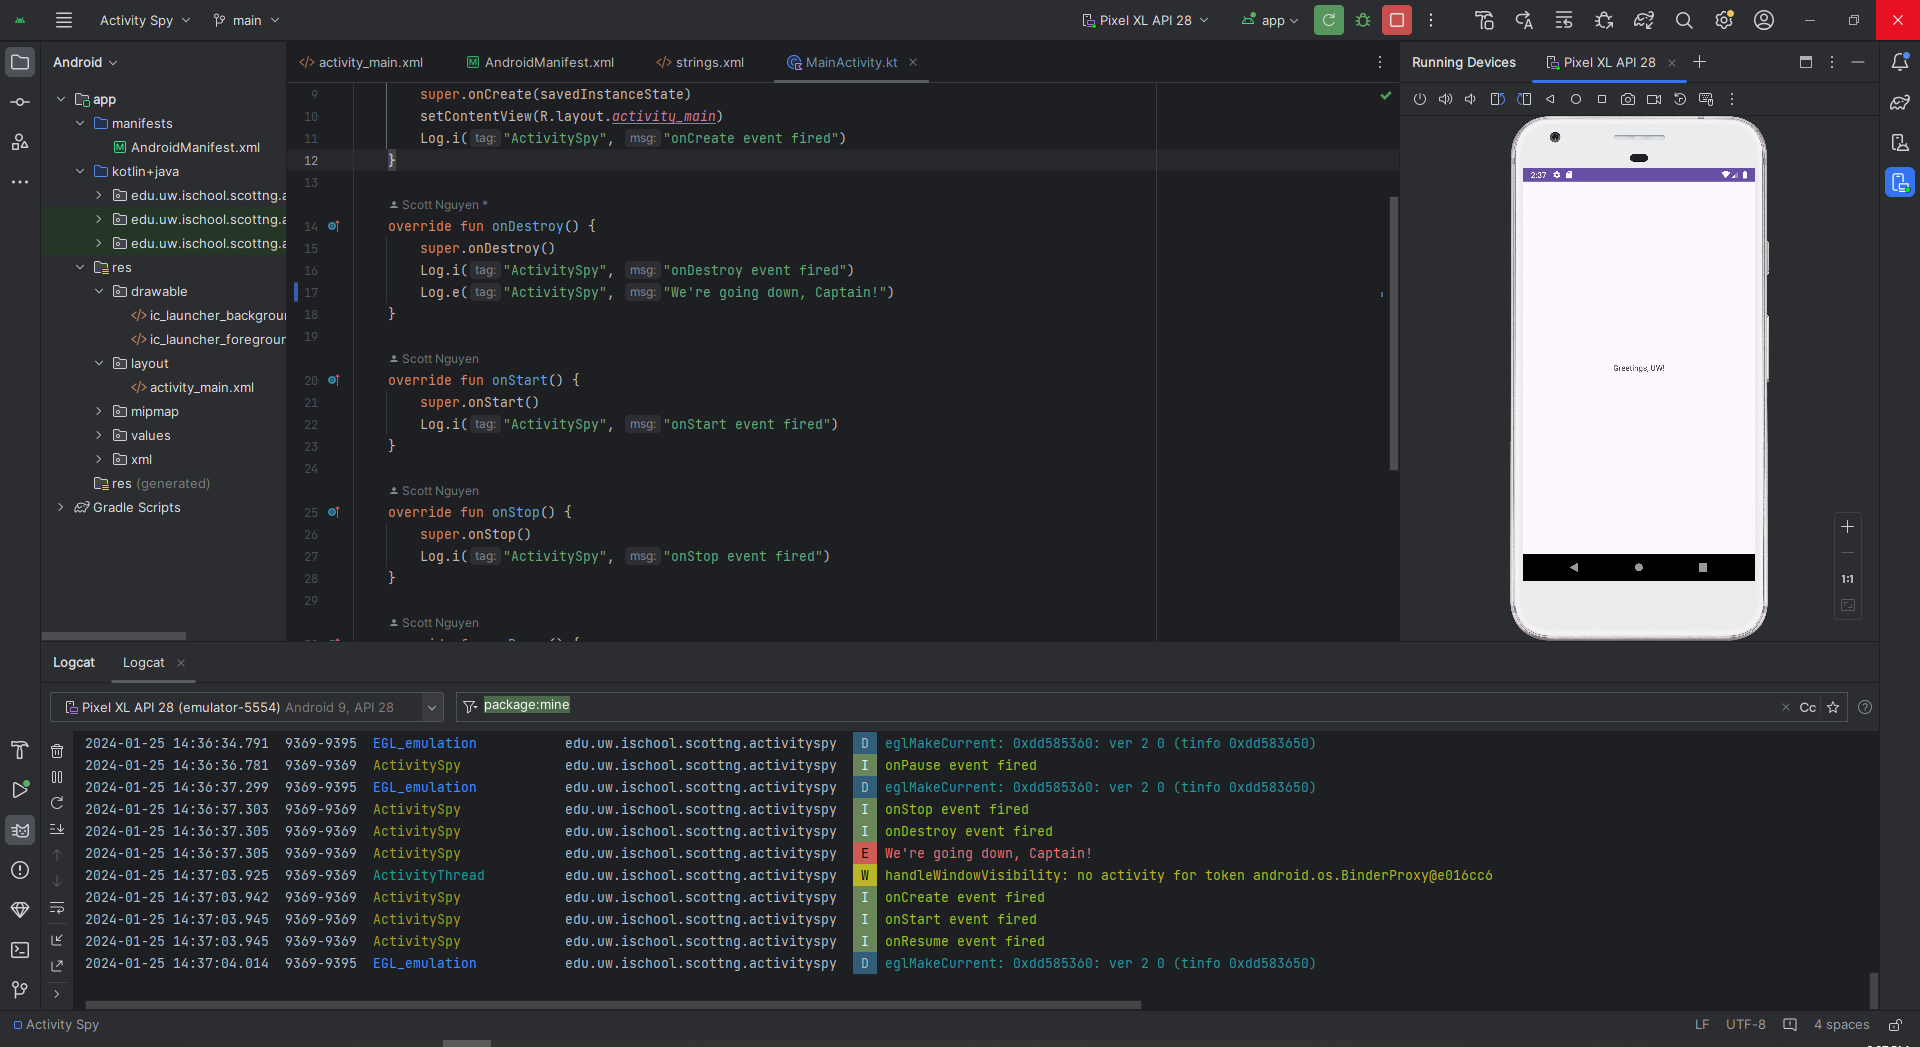 Activity Spy main Pixel XL API 28 app
Android
activity_main.xml AndroidManifest.xml strings.xml MainActivity.kt
Running Devices Pixel XL API 28
app
manifests
AndroidManifest.xml
kotlin+java
edu.uw.ischool.scottng.a
edu.uw.ischool.scottng.a
edu.uw.ischool.scottng.a
res
drawable
ic_launcher_backgroun
ic_launcher_foregroun
layout
activity_main.xml
mipmap
values
xml
res (generated)
Gradle Scripts
9 super.onCreate(savedInstanceState)
10 setContentView(R.layout.activity_main)
11 Log.i( tag: "ActivitySpy", msg: "onCreate event fired")
12 }
13
Scott Nguyen *
14 override fun onDestroy() {
15 super.onDestroy()
16 Log.i( tag: "ActivitySpy", msg: "onDestroy event fired")
17 Log.e( tag: "ActivitySpy", msg: "We're going down, Captain!")
18 }
19
Scott Nguyen
20 override fun onStart() {
21 super.onStart()
22 Log.i( tag: "ActivitySpy", msg: "onStart event fired")
23 }
24
Scott Nguyen
25 override fun onStop() {
26 super.onStop()
27 Log.i( tag: "ActivitySpy", msg: "onStop event fired")
28 }
29
Scott Nguyen
2:37
Greetings, UW!
1:1
Logcat Logcat
Pixel XL API 28 (emulator-5554) Android 9, API 28 package:mine Cc
2024-01-25 14:36:34.791 9369-9395 EGL_emulation edu.uw.ischool.scottng.activityspy D eglMakeCurrent: 0xdd585360: ver 2 0 (tinfo 0xdd583650)
2024-01-25 14:36:36.781 9369-9369 ActivitySpy edu.uw.ischool.scottng.activityspy I onPause event fired
2024-01-25 14:36:37.299 9369-9395 EGL_emulation edu.uw.ischool.scottng.activityspy D eglMakeCurrent: 0xdd585360: ver 2 0 (tinfo 0xdd583650)
2024-01-25 14:36:37.303 9369-9369 ActivitySpy edu.uw.ischool.scottng.activityspy I onStop event fired
2024-01-25 14:36:37.305 9369-9369 ActivitySpy edu.uw.ischool.scottng.activityspy I onDestroy event fired
2024-01-25 14:36:37.305 9369-9369 ActivitySpy edu.uw.ischool.scottng.activityspy E We're going down, Captain!
2024-01-25 14:37:03.925 9369-9369 ActivityThread edu.uw.ischool.scottng.activityspy W handleWindowVisibility: no activity for token android.os.BinderProxy@e016cc6
2024-01-25 14:37:03.942 9369-9369 ActivitySpy edu.uw.ischool.scottng.activityspy I onCreate event fired
2024-01-25 14:37:03.945 9369-9369 ActivitySpy edu.uw.ischool.scottng.activityspy I onStart event fired
2024-01-25 14:37:03.945 9369-9369 ActivitySpy edu.uw.ischool.scottng.activityspy I onResume event fired
2024-01-25 14:37:04.014 9369-9395 EGL_emulation edu.uw.ischool.scottng.activityspy D eglMakeCurrent: 0xdd585360: ver 2 0 (tinfo 0xdd583650)
Activity Spy LF UTF-8 4 spaces